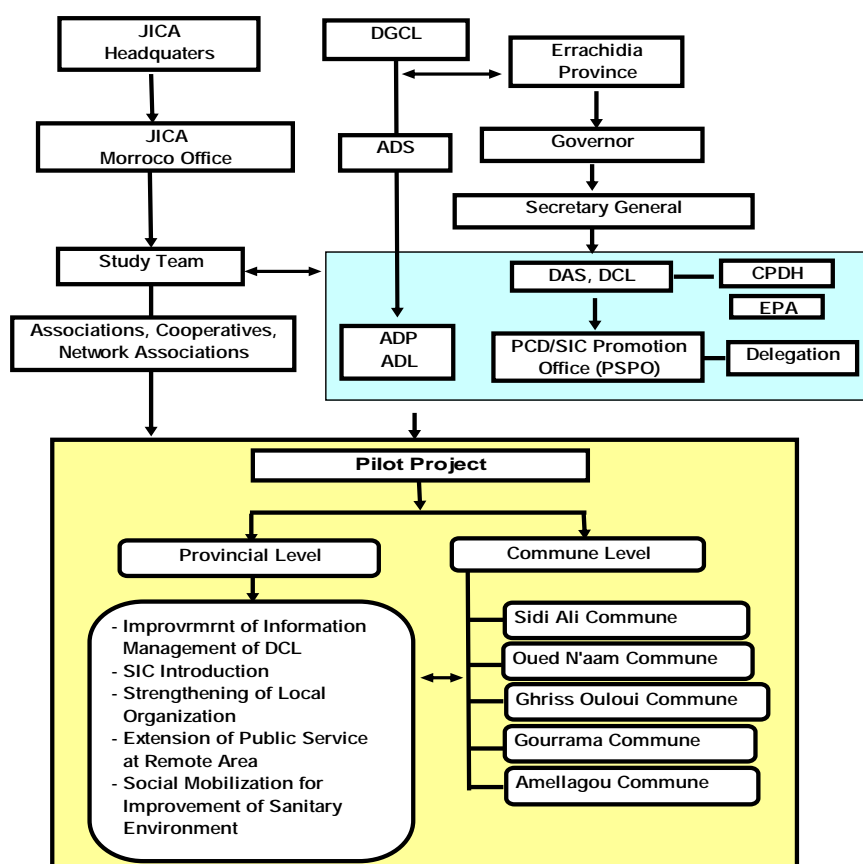 JICA
Headquaters
DGCL
Errachidia
Province
JICA
Morroco Office
ADS
Governor
Secretary General
Study Team
DAS, DCL
CPDH
EPA
Associations, Cooperatives,
Network Associations
ADP
ADL
PCD/SIC Promotion
Office (PSPO)
Delegation
Pilot Project
Provincial Level
Commune Level
- Improvrmrnt of Information
Management of DCL
- SIC Introduction
- Strengthening of Local
Organization
- Extension of Public Service
at Remote Area
- Social Mobilization for
Improvement of Sanitary
Environment
Sidi Ali Commune
Oued N'aam Commune
Ghriss Ouloui Commune
Gourrama Commune
Amellagou Commune